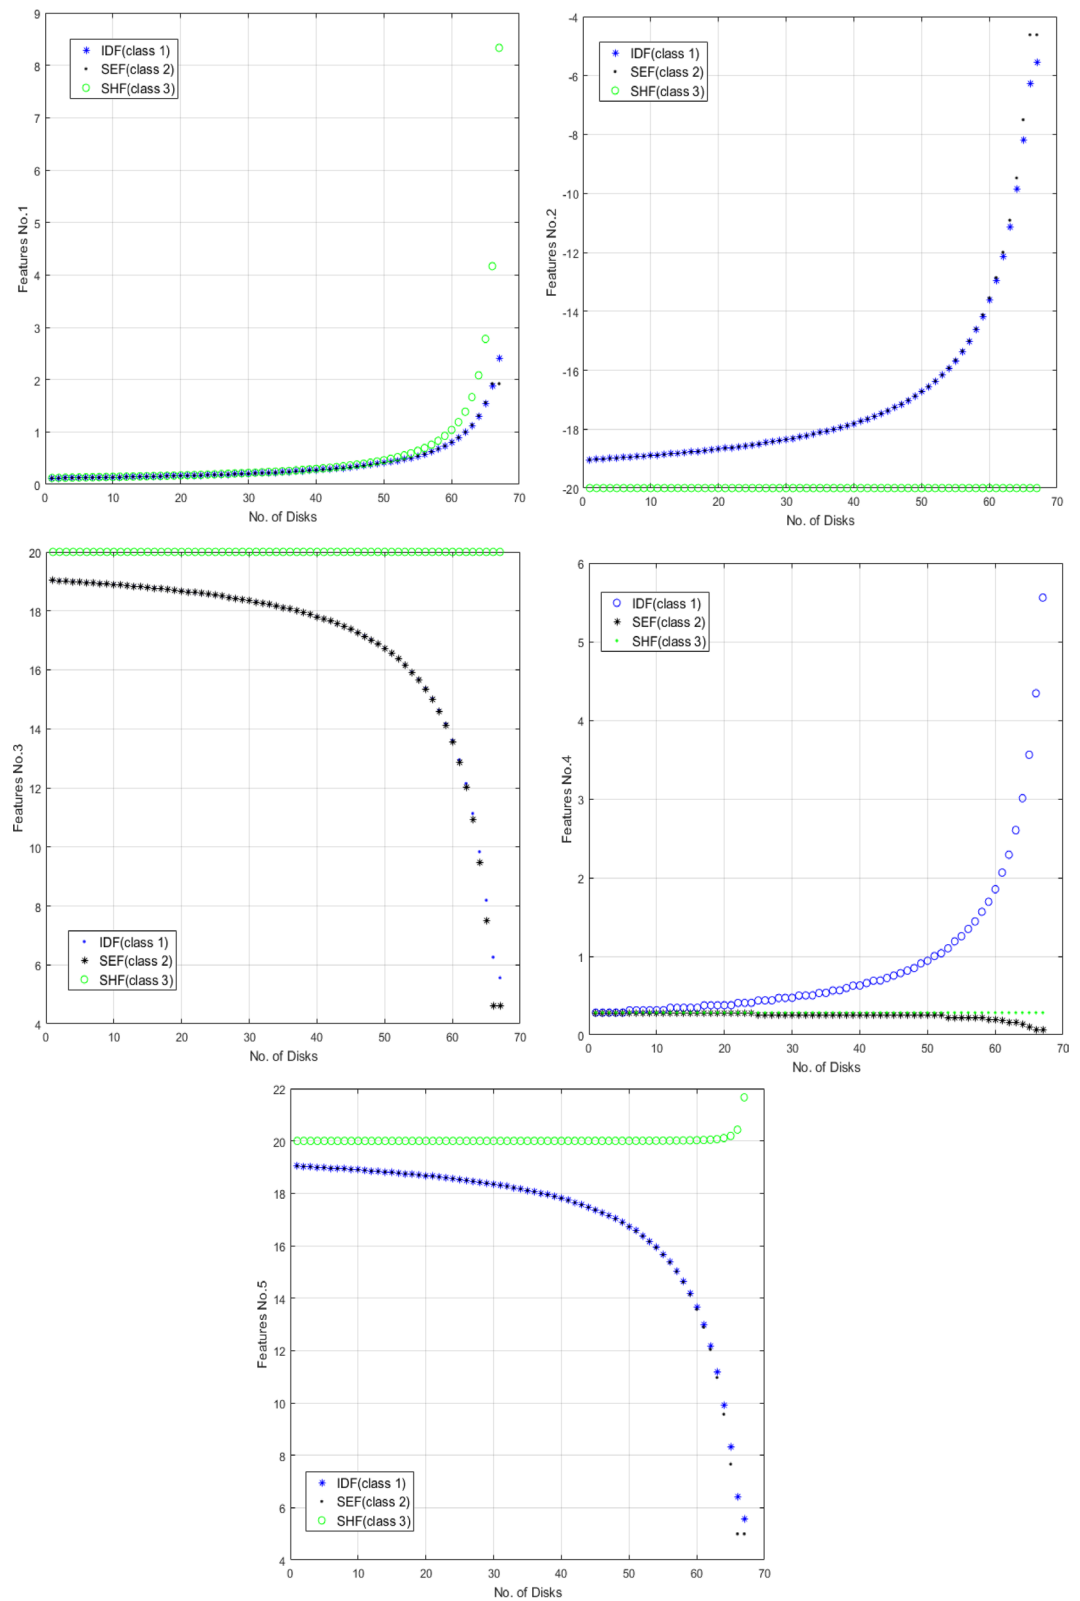 9
8
7
6
5
4
3
2
1
0
Features No.1
IDF(class 1)
SEF(class 2)
SHF(class 3)
0 10 20 30 40 50 60 70
No. of Disks
-4
-6
-8
-10
-12
-14
-16
-18
-20
Features No.2
IDF(class 1)
SEF(class 2)
SHF(class 3)
0 10 20 30 40 50 60 70
No. of Disks
20
18
16
14
12
10
8
6
4
Features No.3
IDF(class 1)
SEF(class 2)
SHF(class 3)
0 10 20 30 40 50 60 70
No. of Disks
6
5
4
3
2
1
0
Features No.4
IDF(class 1)
SEF(class 2)
SHF(class 3)
0 10 20 30 40 50 60 70
No. of Disks
22
20
18
16
14
12
10
8
6
4
Features No.5
IDF(class 1)
SEF(class 2)
SHF(class 3)
0 10 20 30 40 50 60 70
No. of Disks